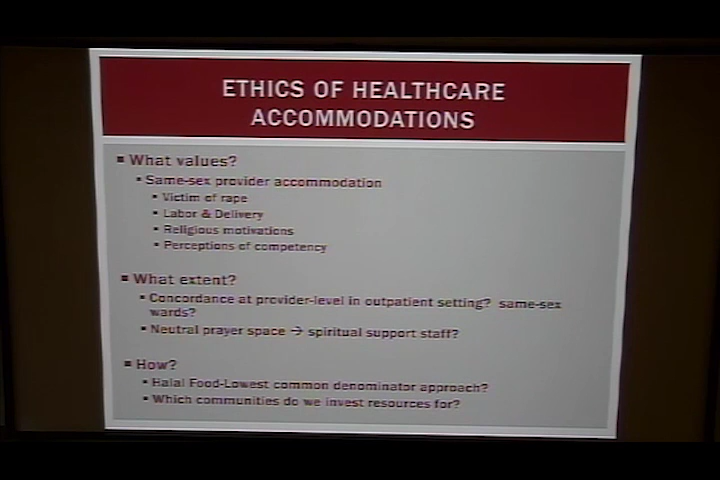 ETHICS OF HEALTHCARE
ACCOMMODATIONS
▪ What values?
▪ Same-sex provider accommodation
▪ Victim of rape
▪ Labor & Delivery
▪ Religious motivations
▪ Perceptions of competency
▪ What extent?
▪ Concordance at provider-level in outpatient setting? same-sex
wards?
▪ Neutral prayer space → spiritual support staff?
▪ How?
▪ Halal Food-Lowest common denominator approach?
▪ Which communities do we invest resources for?